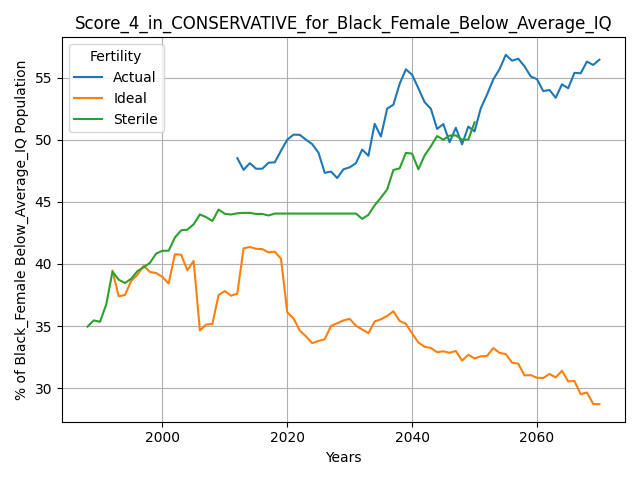 Score_4_in_CONSERVATIVE_for_Black_Female_Below_Average_IQ
Fertility
Actual
Ideal
Sterile
% of Black_Female Below_Average_IQ Population
55
50
45
40
35
30
2000
2020
2040
2060
Years